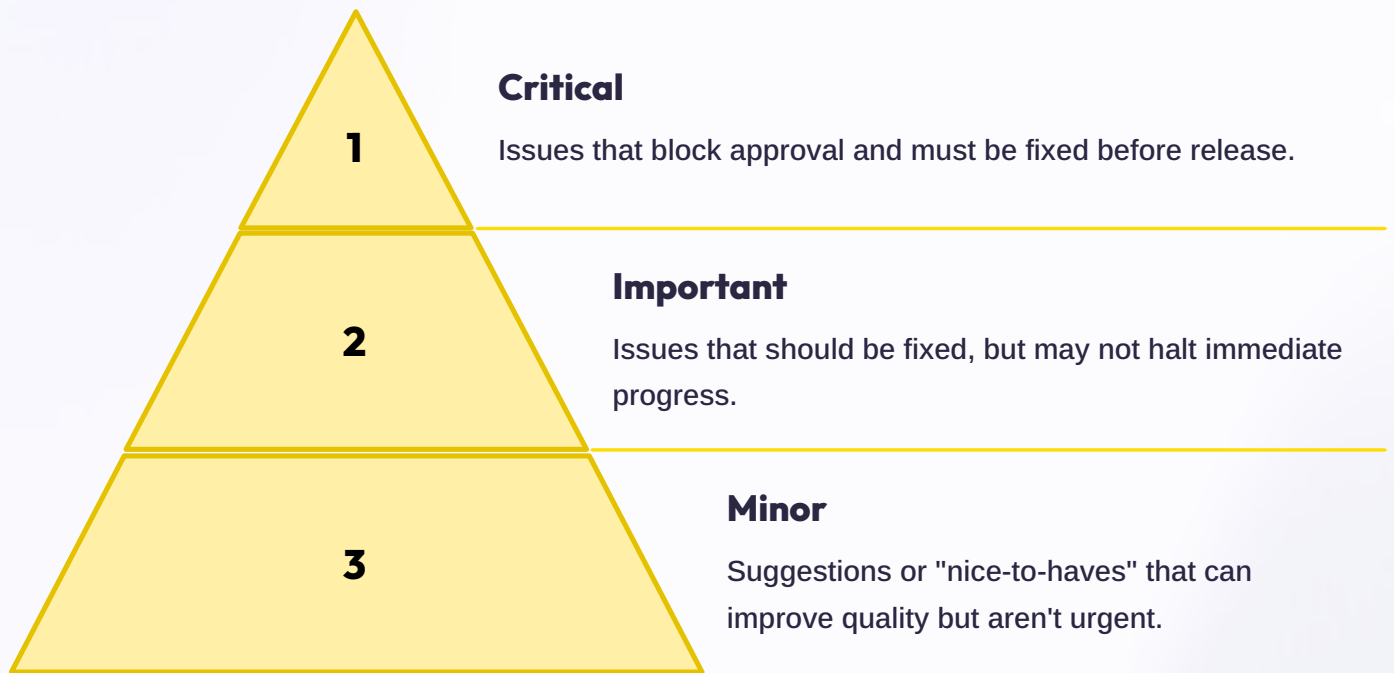 1
Critical
Issues that block approval and must be fixed before release.
2
Important
Issues that should be fixed, but may not halt immediate
progress.
3
Minor
Suggestions or "nice-to-haves" that can
improve quality but aren't urgent.